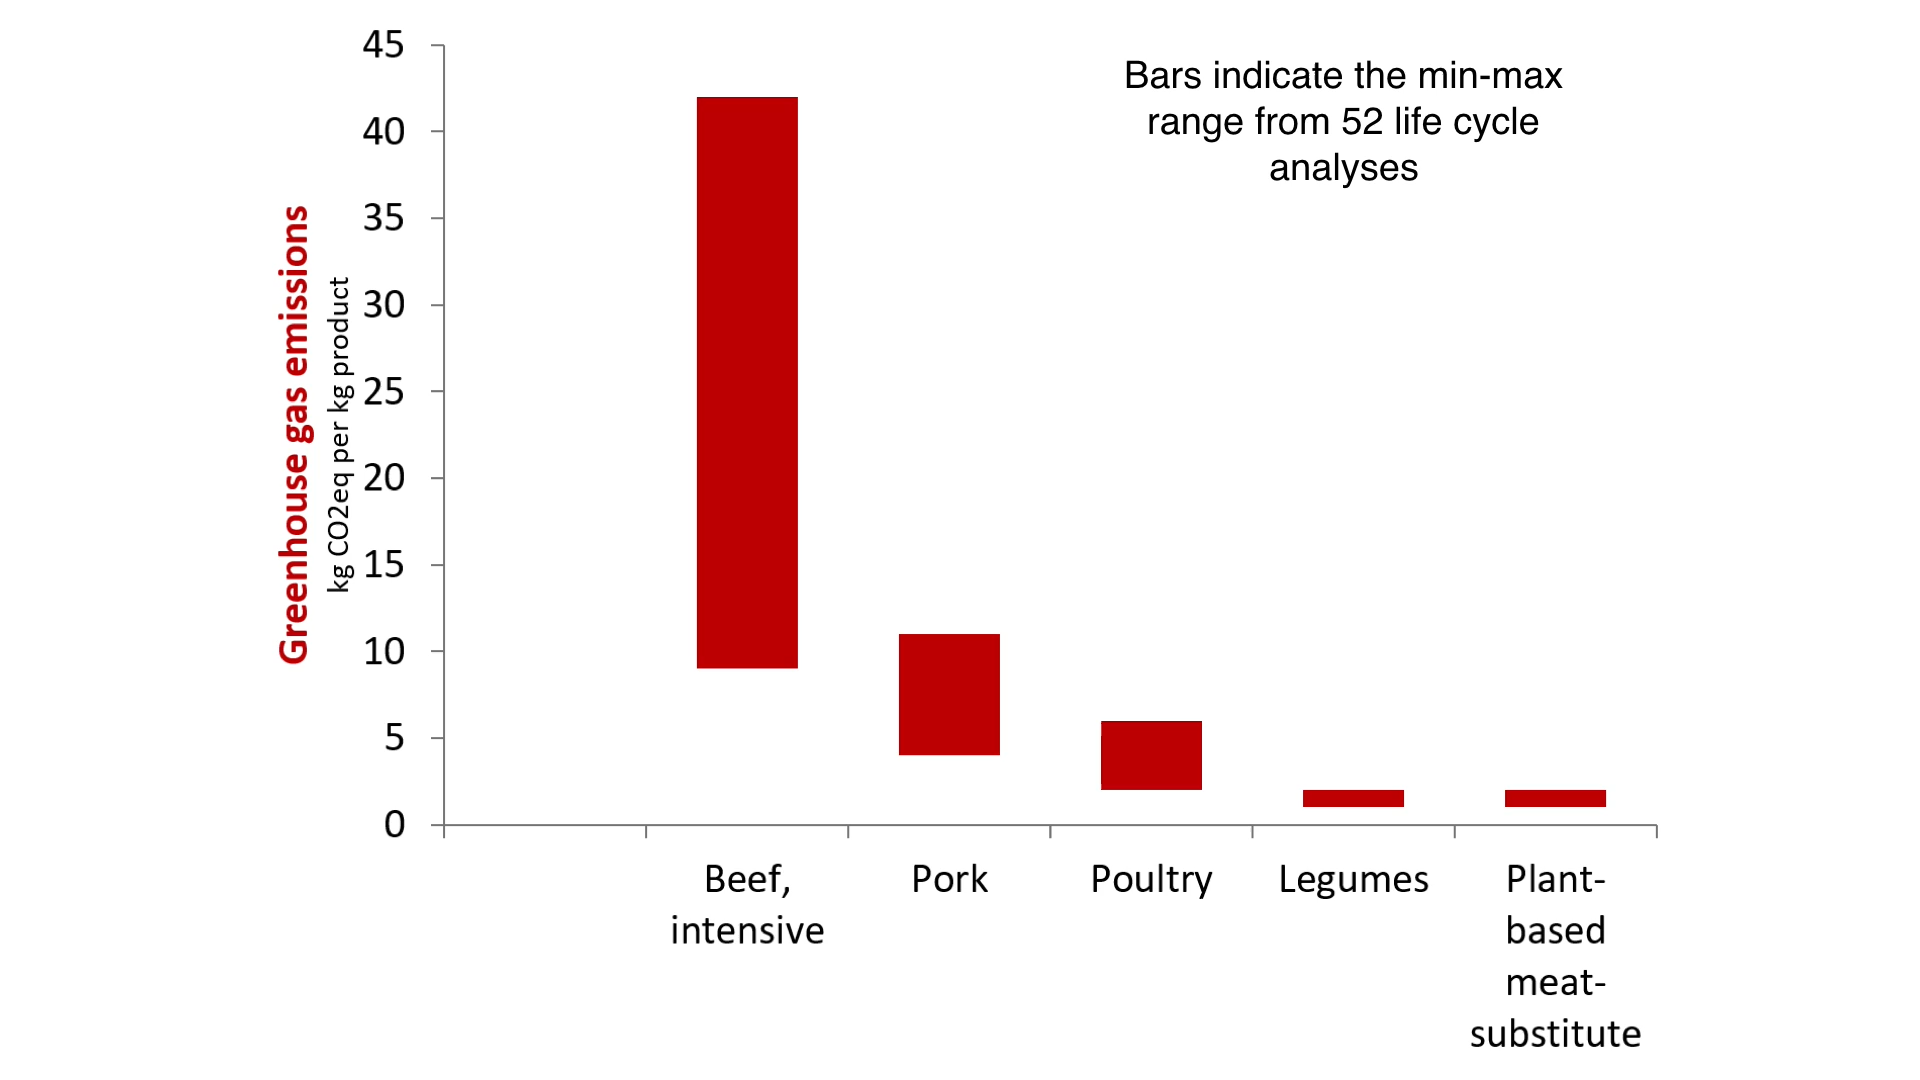 Bars indicate the min-max
range from 52 life cycle
analyses
Greenhouse gas emissions
kg CO2eq per kg product
45
40
35
30
25
20
15
10
5
0
Beef,
intensive
Pork
Poultry
Legumes
Plant-
based
meat-
substitute